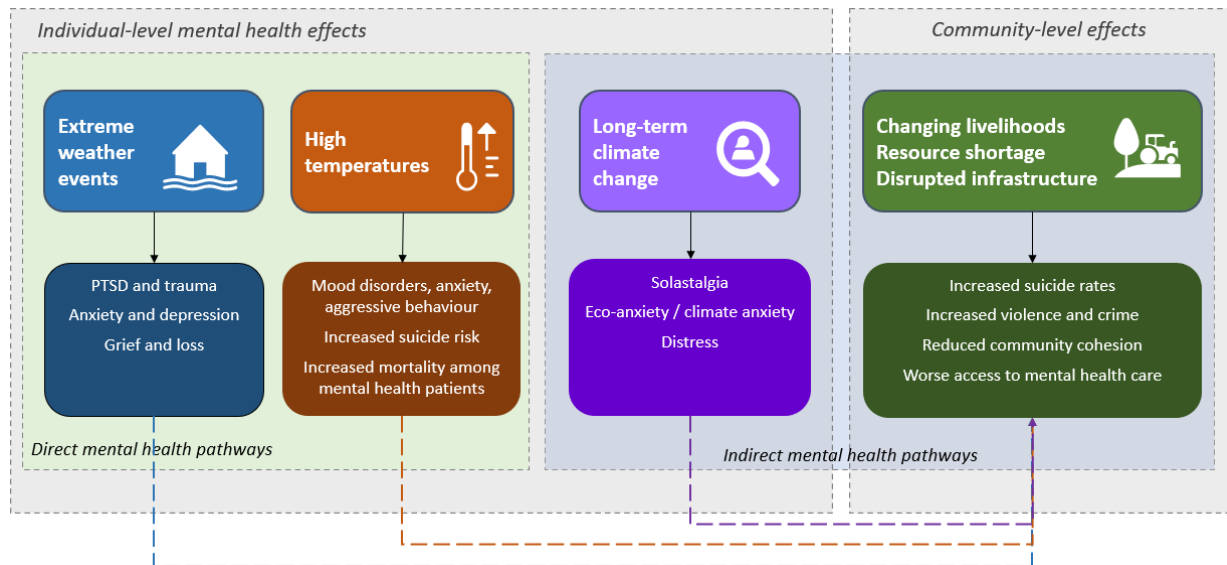 Individual-level mental health effects
Community-level effects
Extreme
weather
events
High
temperatures
Long-term
climate
change
Changing livelihoods
Resource shortage
Disrupted infrastructure
PTSD and trauma
Anxiety and depression
Grief and loss
Mood disorders, anxiety,
aggressive behaviour
Increased suicide risk
Increased mortality among
mental health patients
Solastalgia
Eco-anxiety / climate anxiety
Distress
Increased suicide rates
Increased violence and crime
Reduced community cohesion
Worse access to mental health care
Direct mental health pathways
Indirect mental health pathways